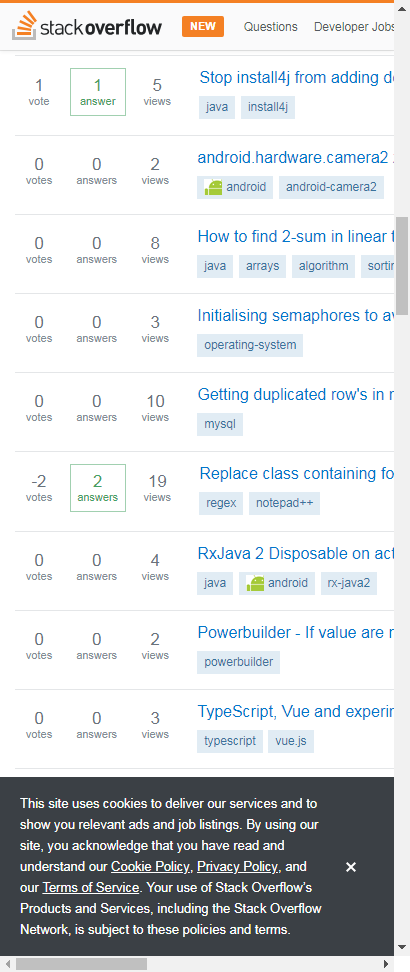 stackoverflow NEW Questions Developer Jobs
1 1 5 Stop install4j from adding
vote answer views java install4j
0 0 2 android.hardware.camera2
votes answers views android android-camera2
0 0 8 How to find 2-sum in linear
votes answers views java arrays algorithm
0 0 3 Initialising semaphores to
votes answers views operating-system
0 0 10 Getting duplicated row's in
votes answers views mysql
-2 2 19 Replace class containing
votes answers views regex notepad++
0 0 4 RxJava 2 Disposable on
votes answers views java android rx-java2
0 0 2 Powerbuilder - If value are
votes answers views powerbuilder
0 0 3 TypeScript, Vue and
votes answers views typescript vue.js
This site uses cookies to deliver our services and to
show you relevant ads and job listings. By using our
site, you acknowledge that you have read and
understand our Cookie Policy, Privacy Policy, and
our Terms of Service. Your use of Stack Overflow's
Products and Services, including the Stack Overflow
Network, is subject to these policies and terms.